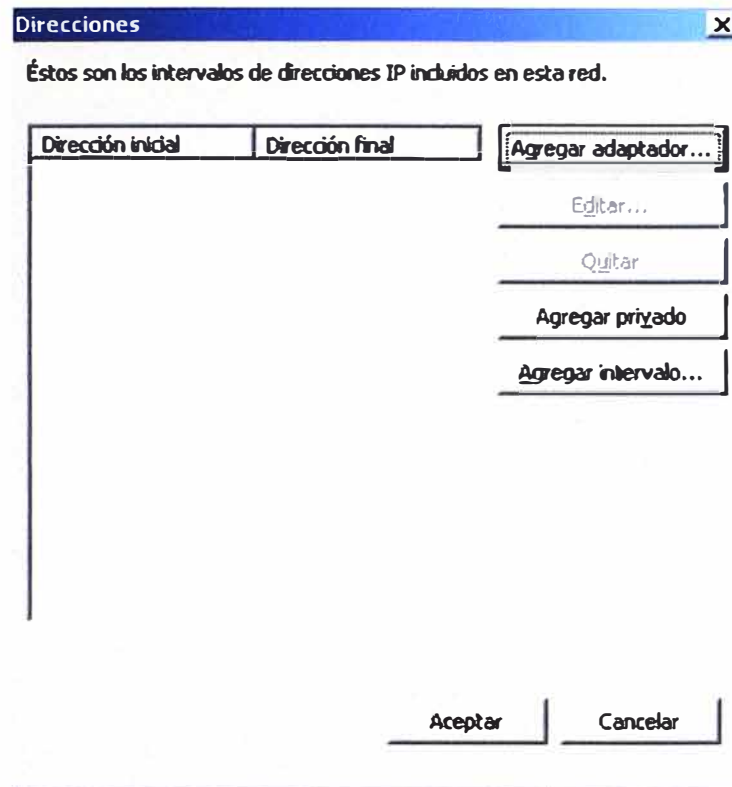 Direcciones
Éstos son los intervalos de direcciones IP incluidos en esta red.
Dirección inicial Dirección final
Agregar adaptador...
Editar...
Quitar
Agregar privado
Agregar intervalo...
Aceptar Cancelar